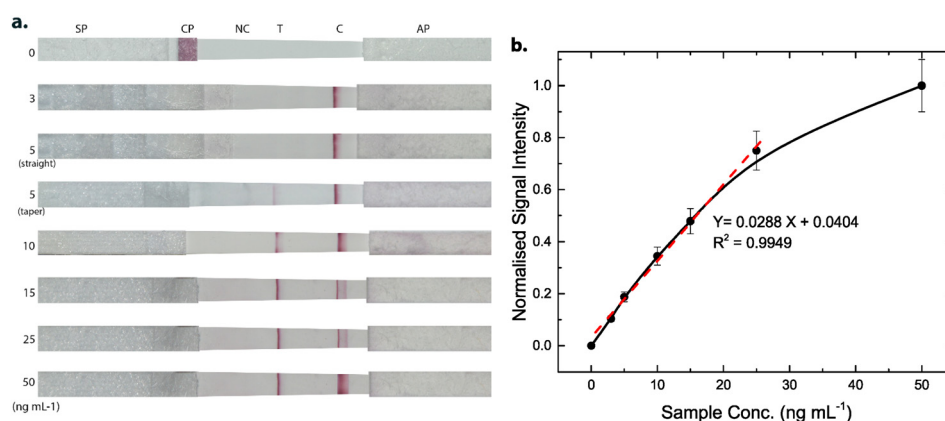 a.
SP CP NC T C AP
0
3
5
(straight)
5
(taper)
10
15
25
50
(ng mL-1)
b.
Normalised Signal Intensity
1.0
0.8
0.6
0.4
0.2
0.0
Y= 0.0288 X + 0.0404
R² = 0.9949
0 10 20 30 40 50
Sample Conc. (ng mL⁻¹)